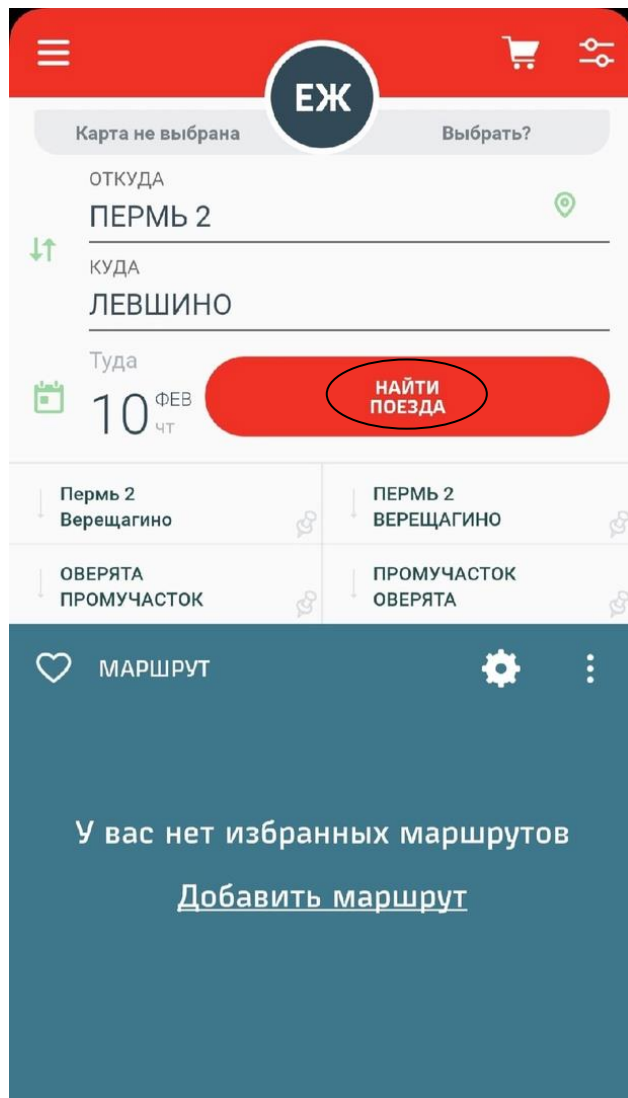 ЕЖ
Карта не выбрана
Выбрать?
ОТКУДА
ПЕРМЬ 2
КУДА
ЛЕВШИНО
Туда
10 ФЕВ
ЧТ
НАЙТИ
ПОЕЗДА
Пермь 2
Верещагино
ПЕРМЬ 2
ВЕРЕЩАГИНО
ОВЕРЯТА
ПРОМУЧАСТОК
ПРОМУЧАСТОК
ОВЕРЯТА
МАРШРУТ
У вас нет избранных маршрутов
Добавить маршрут